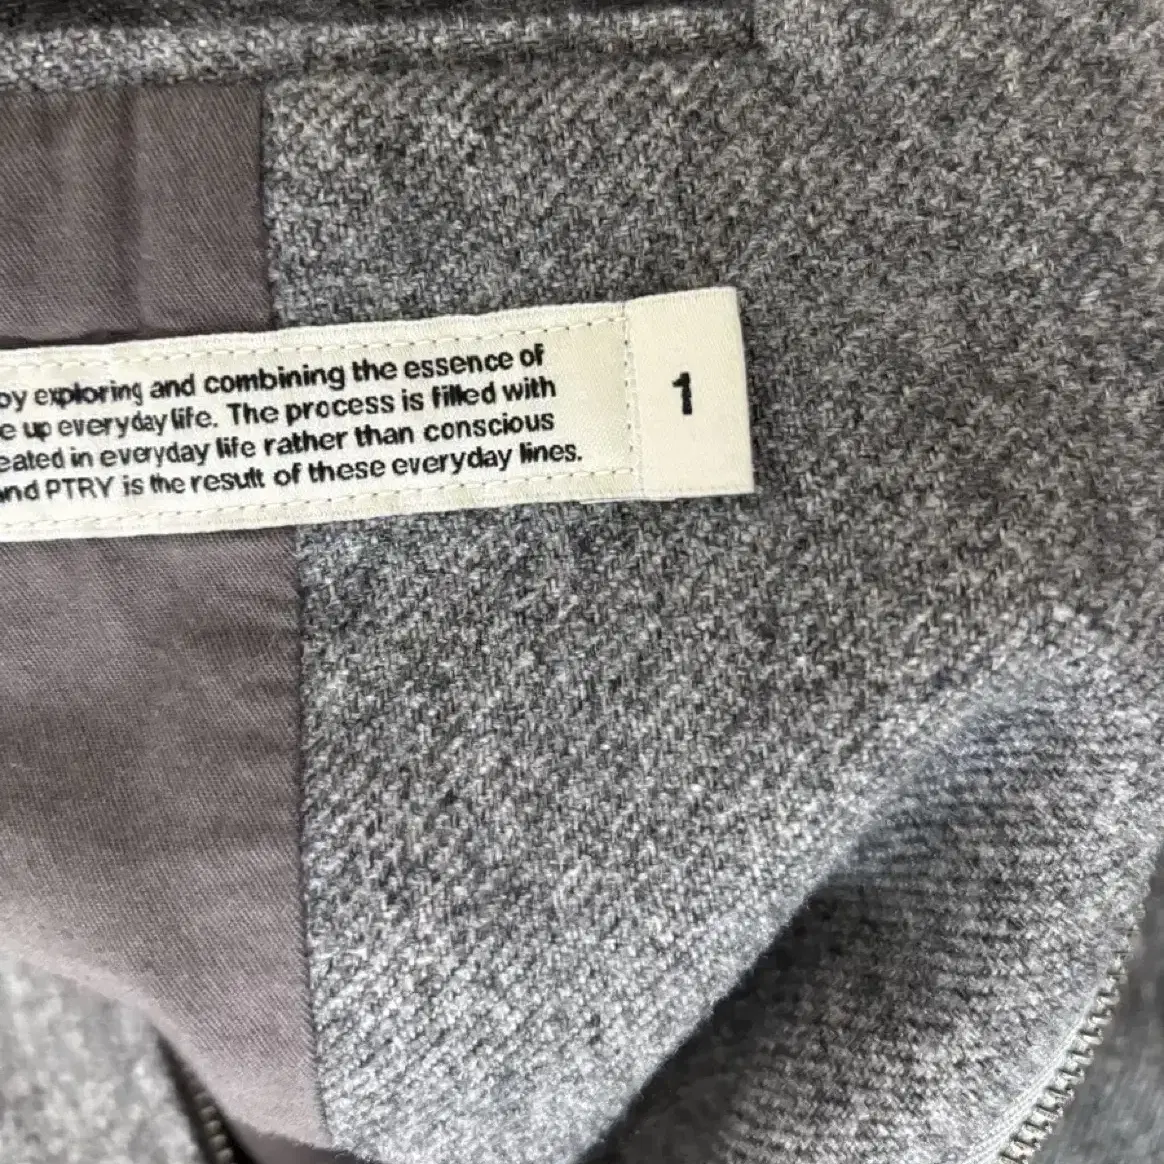 by exploring and combining the essence of
e up everyday life. The process is filled with
eated in everyday life rather than conscious
and PTRY is the result of these everyday lines.
1